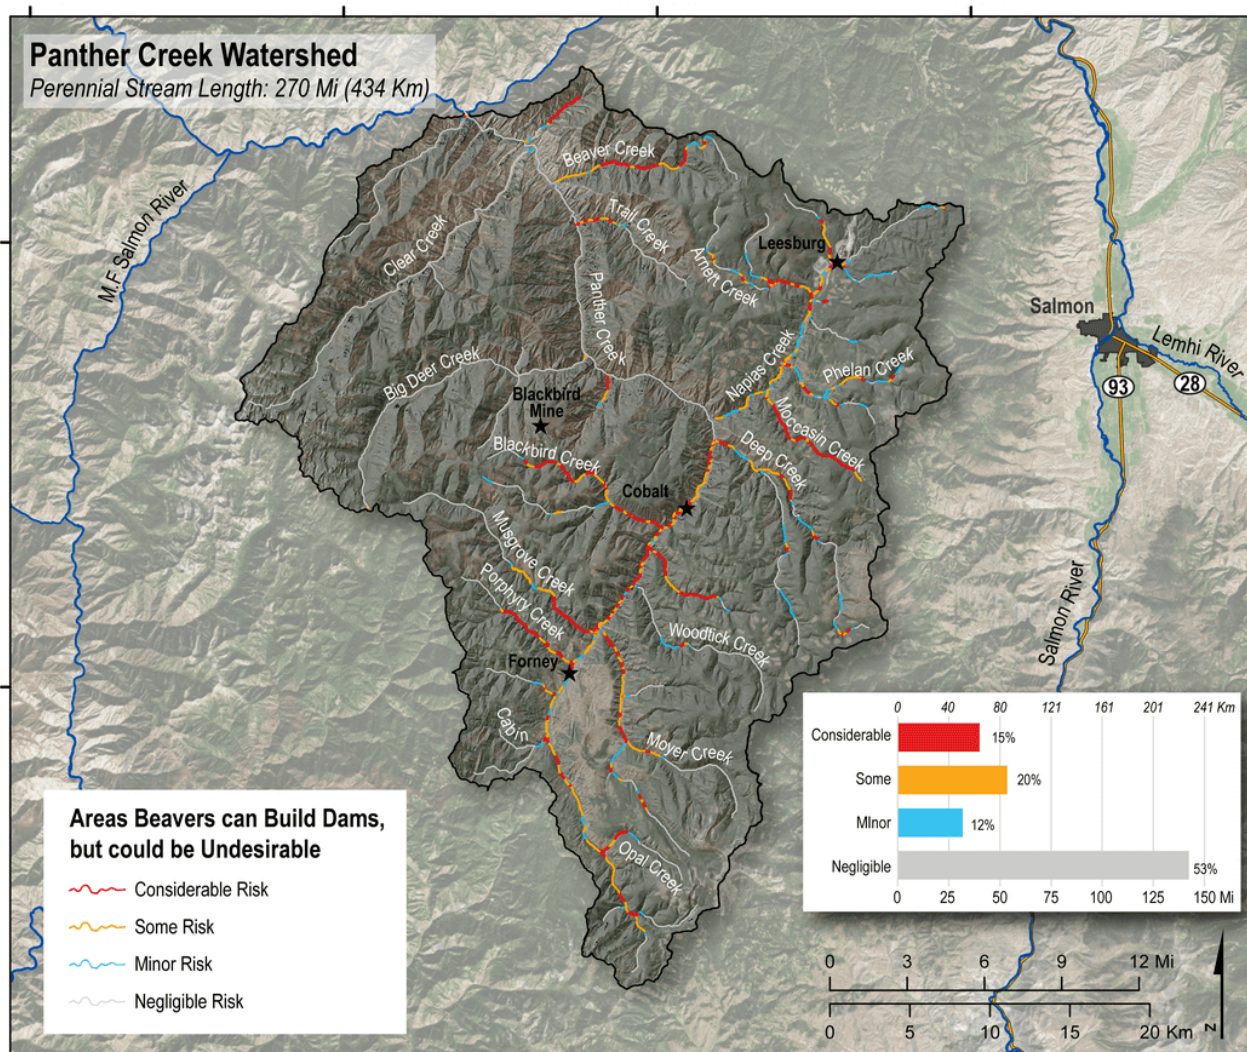 Panther Creek Watershed
Perennial Stream Length: 270 Mi (434 Km)
M.F Salmon River
Clear Creek
Beaver Creek
Trail Creek
Arnett Creek
Leesburg
Panther Creek
Napias Creek
Phelan Creek
Big Deer Creek
Blackbird
Mine
Moccasin Creek
Blackbird Creek
Deep Creek
Cobalt
Musgrove Creek
Porphyry Creek
Woodtick Creek
Forney
Cabin
Moyer Creek
Opal Creek
Salmon
Lemhi River
93
28
Salmon River
0 40 80 121 161 201 241 Km
Considerable 15%
Some 20%
MInor 12%
Negligible 53%
0 25 50 75 100 125 150 Mi
Areas Beavers can Build Dams,
but could be Undesirable
Considerable Risk
Some Risk
Minor Risk
Negligible Risk
0 3 6 9 12 Mi
0 5 10 15 20 Km
N